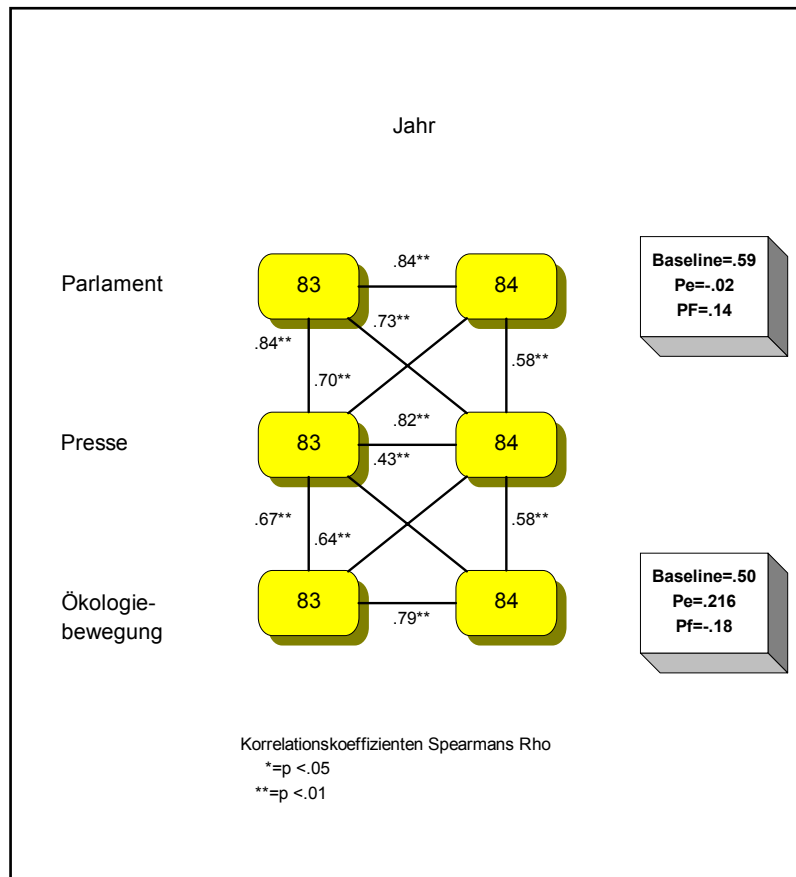 Jahr
Parlament
83
.84**
84
Baseline=.59
Pe=-.02
PF=.14
.73**
.84**
.70**
.58**
Presse
83
.82**
.43**
84
.67**
.64**
.58**
Ökologie-
bewegung
83
.79**
84
Baseline=.50
Pe=.216
Pf=-.18
Korrelationskoeffizienten Spearmans Rho
*=p <.05
**=p <.01